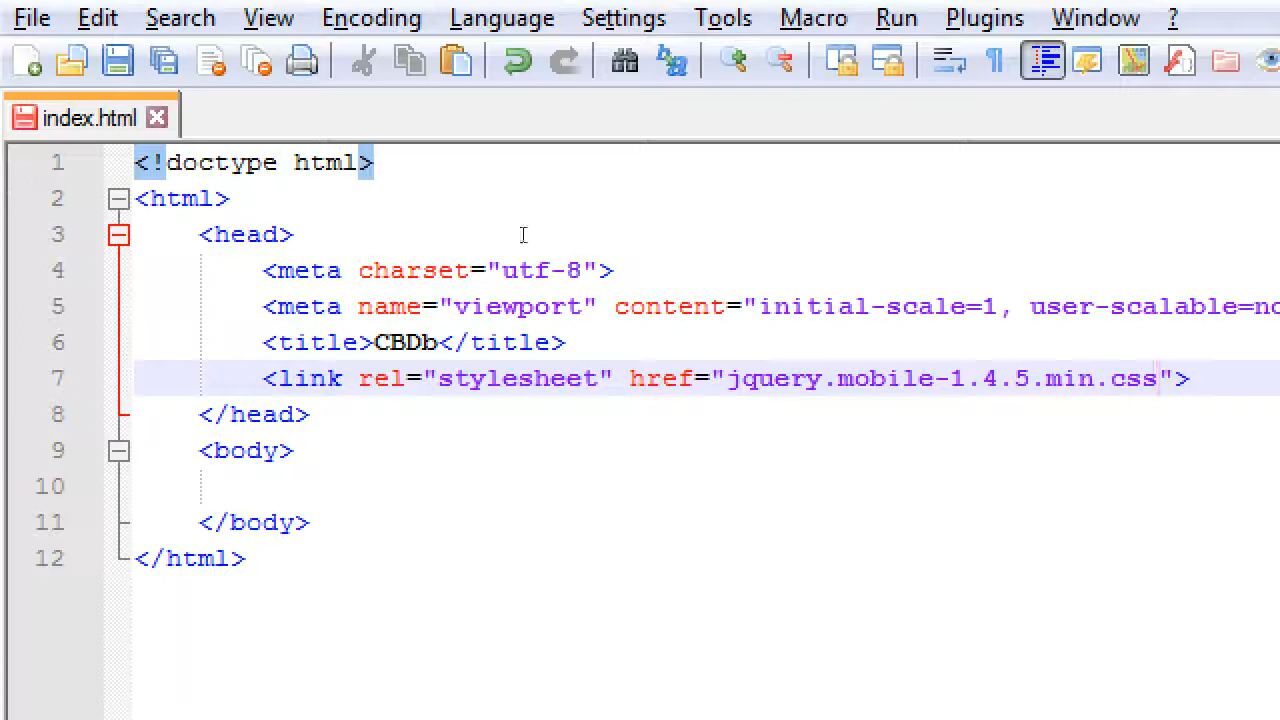 File Edit Search View Encoding Language Settings Tools Macro Run Plugins Window ?
index.html
1 <!doctype html>
2 <html>
3 <head>
4 <meta charset="utf-8">
5 <meta name="viewport" content="initial-scale=1, user-scalable=no
6 <title>CBDb</title>
7 <link rel="stylesheet" href="jquery.mobile-1.4.5.min.css">
8 </head>
9 <body>
10
11 </body>
12 </html>